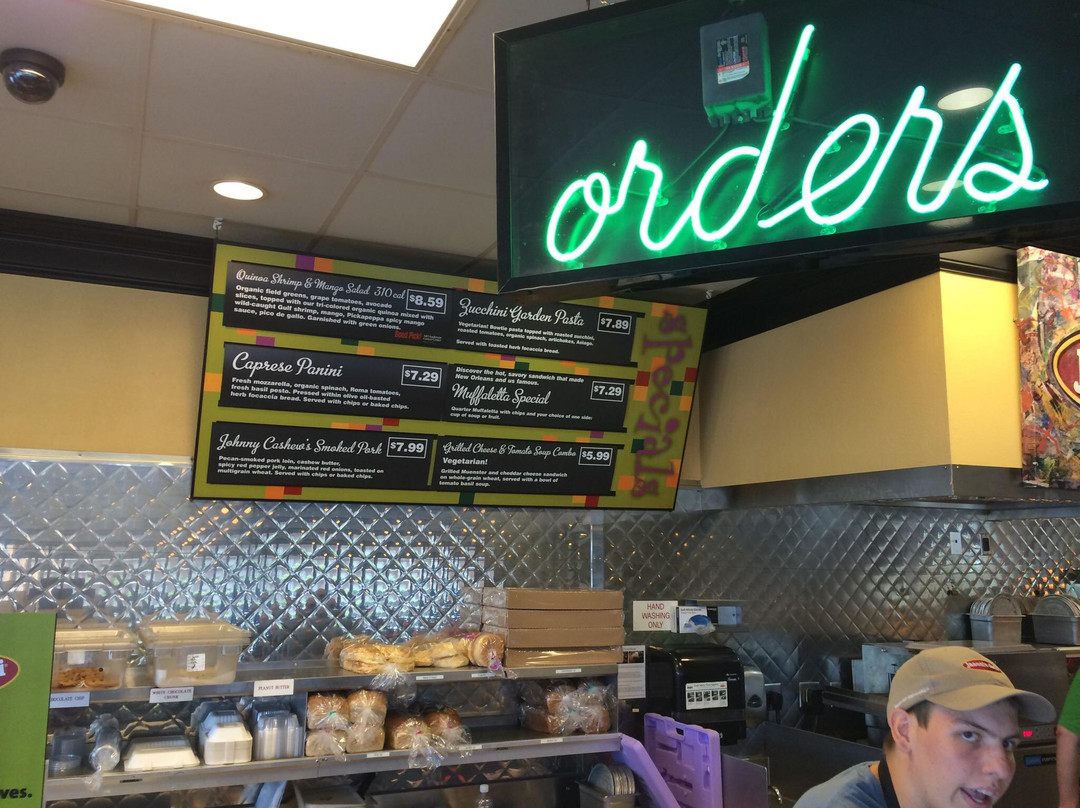 orders
Quinoa Shrimp & Mango Salad 310 cal
$8.59
Organic field greens, grape tomatoes, avocado
slices, topped with our tri-colored organic quinoa mixed with
wild-caught Gulf shrimp, mango, Pickapeppa spicy mango
sauce, pico de gallo. Garnished with green onions.
Zucchini Garden Pasta
$7.89
Vegetarian! Bowtie pasta topped with roasted zucchini,
roasted tomatoes, organic spinach, artichokes, Asiago.
Served with toasted herb focaccia bread.
Caprese Panini
$7.29
Fresh mozzarella, organic spinach, Roma tomatoes,
fresh basil pesto. Pressed within olive oil-basted
herb focaccia bread. Served with chips or baked chips.
Discover the hot, savory sandwich that made
New Orleans and us famous.
Muffaletta Special
$7.29
Quarter Muffaletta with chips and your choice of one side:
cup of soup or fruit.
Johnny Cashew's Smoked Pork
$7.99
Pecan-smoked pork loin, cashew butter,
spicy red pepper jelly, marinated red onions, toasted on
multigrain wheat. Served with chips or baked chips.
Grilled Cheese & Tomato Soup Combo
$5.99
Vegetarian!
Grilled Muenster and cheddar cheese sandwich
on whole-grain wheat, served with a bowl of
tomato basil soup.
specials
HAND
WASHING
ONLY
WHITE CHOCOLATE
CHUNK
PEANUT BUTTER
ves.